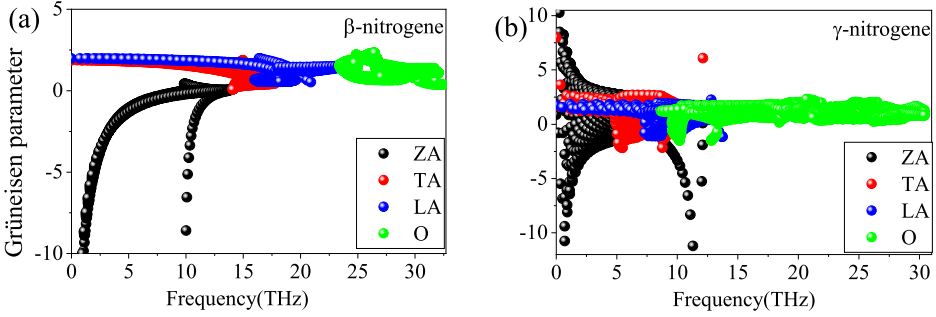 (a)
β-nitrogene
Grüneisen parameter
5
0
-5
-10
ZA
TA
LA
O
0 5 10 15 20 25 30
Frequency(THz)
(b)
γ-nitrogene
10
5
0
-5
-10
ZA
TA
LA
O
0 5 10 15 20 25 30
Frequency(THz)